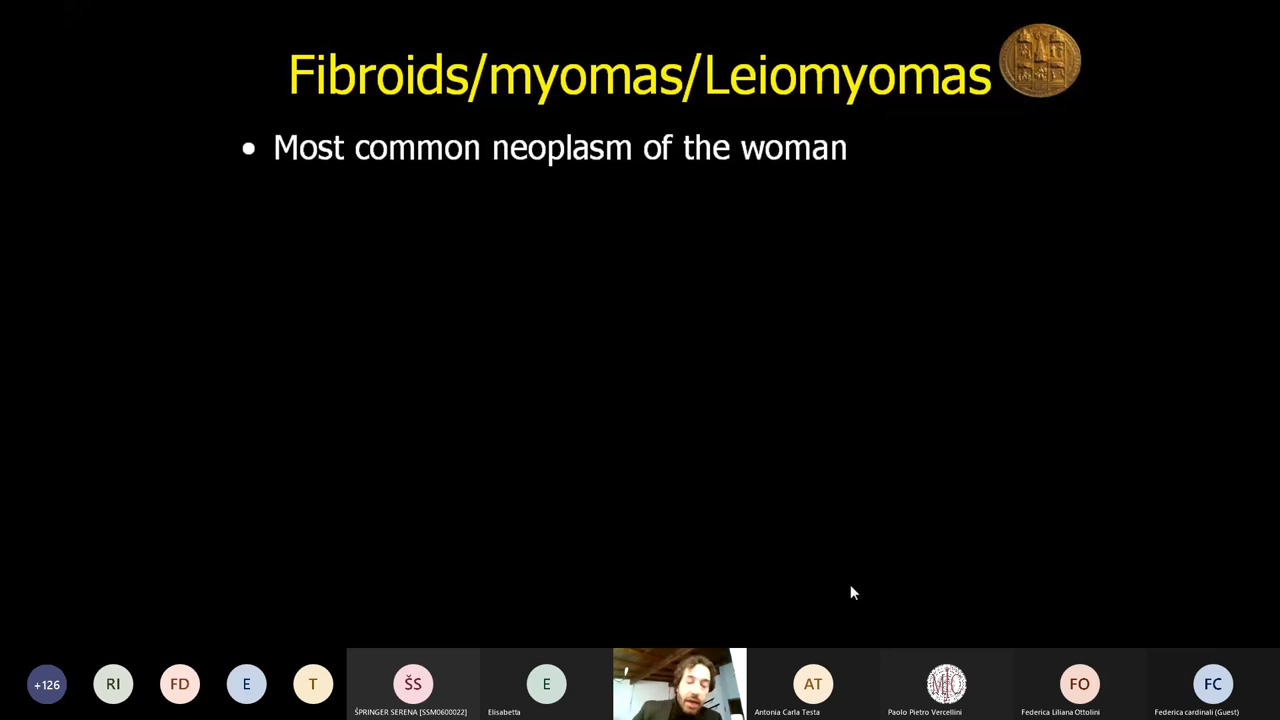 Fibroids/myomas/Leiomyomas
• Most common neoplasm of the woman
+126
RI
FD
E
T
ŠS
E
AT
FO
FC
ŠPRINGER SERENA [SSM0600022]
Elisabetta
Antonia Carla Testa
Paolo Pietro Vercellini
Federica Liliana Ottolini
Federica cardinali (Guest)